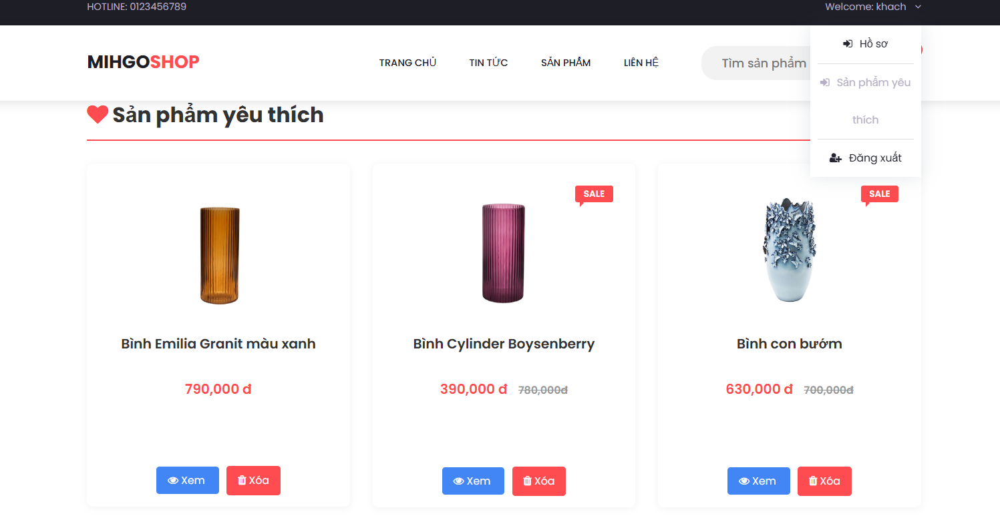 HOTLINE: 0123456789
Welcome: khach
MIHGOSHOP
TRANG CHỦ
TIN TỨC
SẢN PHẨM
LIÊN HỆ
Tìm sản phẩm
Hồ sơ
Sản phẩm yêu
thích
Đăng xuất
Sản phẩm yêu thích
SALE
SALE
Bình Emilia Granit màu xanh
Bình Cylinder Boysenberry
Bình con bướm
790,000 đ
390,000 đ 780,000đ
630,000 đ 700,000đ
Xem Xóa
Xem Xóa
Xem Xóa